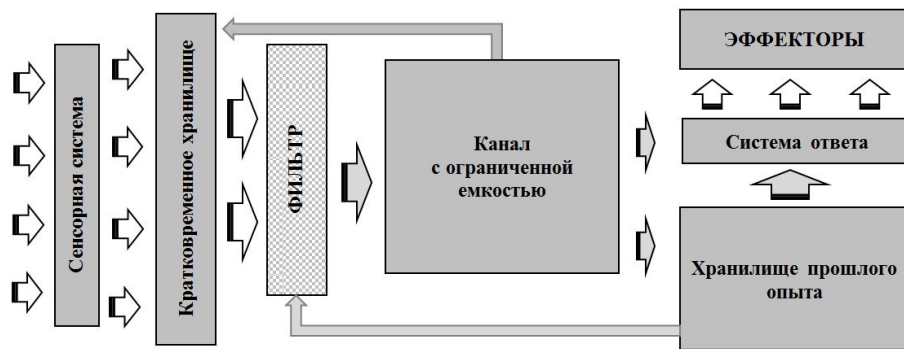 Сенсорная система
Кратковременное хранилище
ФИЛЬТР
Канал
с ограниченной
емкостью
ЭФФЕКТОРЫ
Система ответа
Хранилище прошлого
опыта